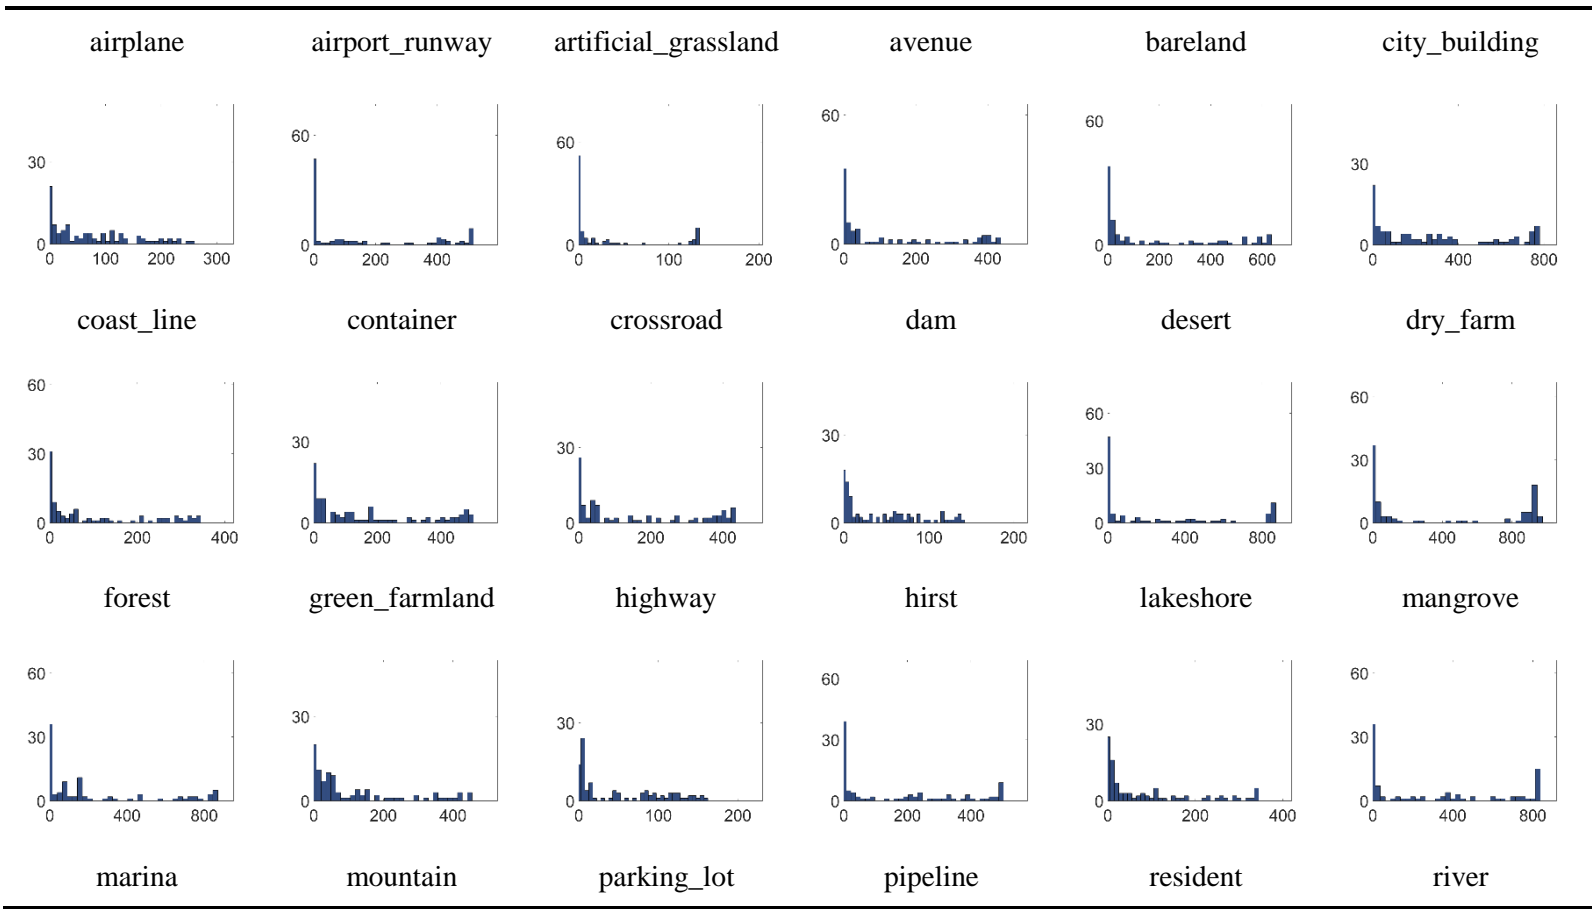 airplane airport_runway artificial_grassland avenue bareland city_building
30 60 60 60 60 30
0 0 0 0 0 0
0 100 200 300 0 200 400 0 100 200 0 200 400 0 200 400 600 0 400 800
coast_line container crossroad dam desert dry_farm
60 30 30 30 60 60
30 30 30
0 0 0 0 0 0
0 200 400 0 200 400 0 200 400 0 100 200 0 400 800 0 400 800
forest green_farmland highway hirst lakeshore mangrove
60 30 30 60 30 60
30 30 30
0 0 0 0 0 0
0 400 800 0 200 400 0 100 200 0 200 400 0 200 400 0 400 800
marina mountain parking_lot pipeline resident river